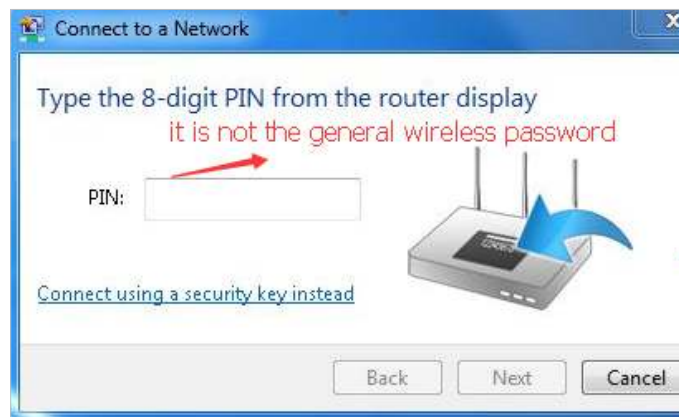 Connect to a Network
Type the 8-digit PIN from the router display
it is not the general wireless password
PIN:
Connect using a security key instead
Back Next Cancel